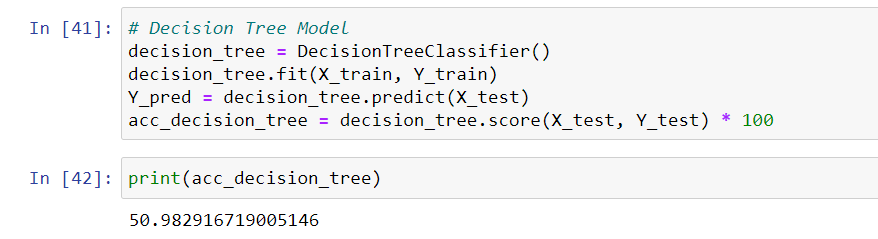 In [41]: # Decision Tree Model
decision_tree = DecisionTreeClassifier()
decision_tree.fit(X_train, Y_train)
Y_pred = decision_tree.predict(X_test)
acc_decision_tree = decision_tree.score(X_test, Y_test) * 100
In [42]: print(acc_decision_tree)
50.982916719005146